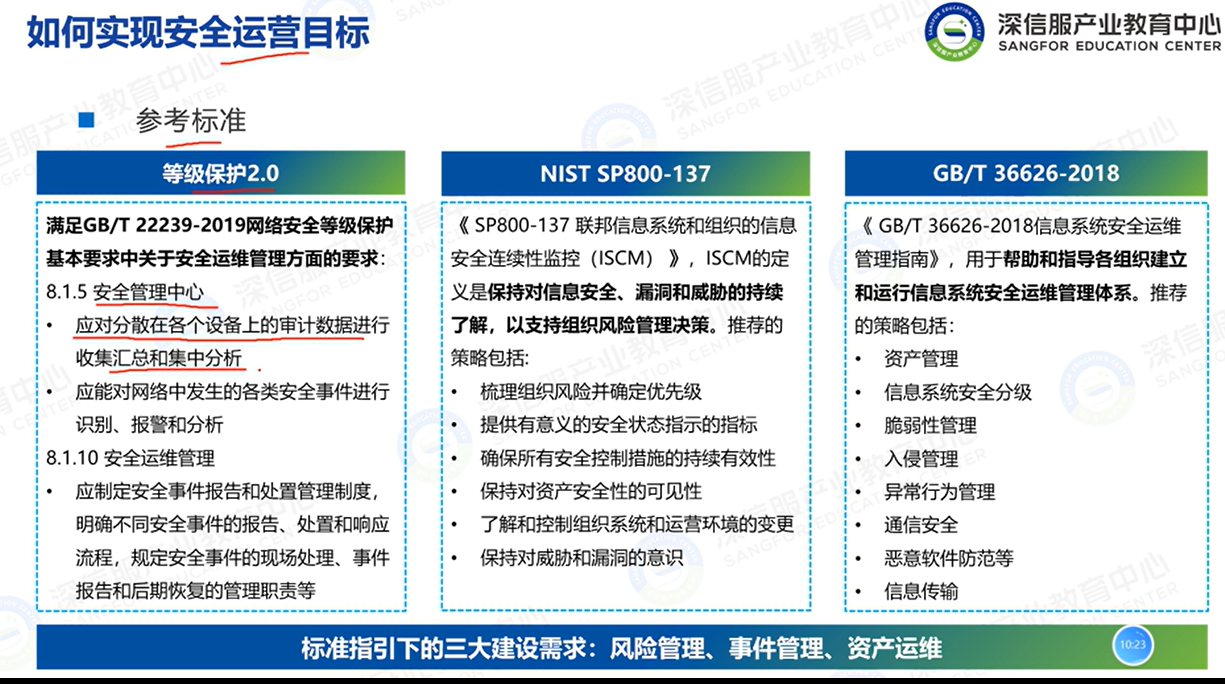 如何实现安全运营目标
深信服产业教育中心
SANGFOR EDUCATION CENTER
参考标准
等级保护2.0
满足GB/T 22239-2019网络安全等级保护
基本要求中关于安全运维管理方面的要求：
8.1.5 安全管理中心
• 应对分散在各个设备上的审计数据进行
收集汇总和集中分析
• 应能对网络中发生的各类安全事件进行
识别、报警和分析
8.1.10 安全运维管理
• 应制定安全事件报告和处置管理制度，
明确不同安全事件的报告、处置和响应
流程，规定安全事件的现场处理、事件
报告和后期恢复的管理职责等
NIST SP800-137
《 SP800-137 联邦信息系统和组织的信息
安全连续性监控（ISCM） 》，ISCM的定
义是保持对信息安全、漏洞和威胁的持续
了解，以支持组织风险管理决策。推荐的
策略包括:
• 梳理组织风险并确定优先级
• 提供有意义的安全状态指示的指标
• 确保所有安全控制措施的持续有效性
• 保持对资产安全性的可见性
• 了解和控制组织系统和运营环境的变更
• 保持对威胁和漏洞的意识
GB/T 36626-2018
《 GB/T 36626-2018信息系统安全运维
管理指南》，用于帮助和指导各组织建立
和运行信息系统安全运维管理体系。推荐
的策略包括：
• 资产管理
• 信息系统安全分级
• 脆弱性管理
• 入侵管理
• 异常行为管理
• 通信安全
• 恶意软件防范等
• 信息传输
标准指引下的三大建设需求：风险管理、事件管理、资产运维
10:23